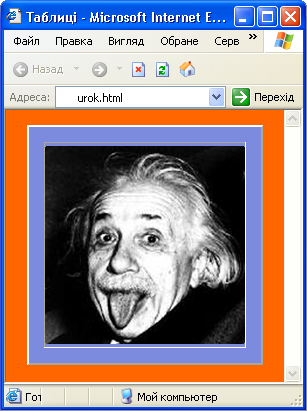 Таблиці - Microsoft Internet E...
Файл Правка Вигляд Обране Серв »
Назад
Адреса: urok.html Перехід
Гот Мой компьютер